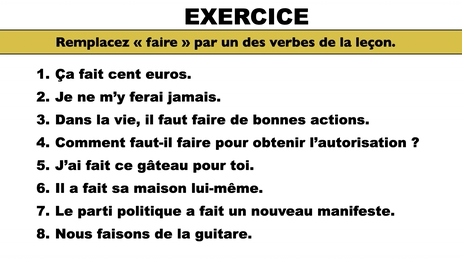 EXERCICE
Remplacez « faire » par un des verbes de la leçon.
1. Ça fait cent euros.
2. Je ne m’y ferai jamais.
3. Dans la vie, il faut faire de bonnes actions.
4. Comment faut-il faire pour obtenir l’autorisation ?
5. J’ai fait ce gâteau pour toi.
6. Il a fait sa maison lui-même.
7. Le parti politique a fait un nouveau manifeste.
8. Nous faisons de la guitare.